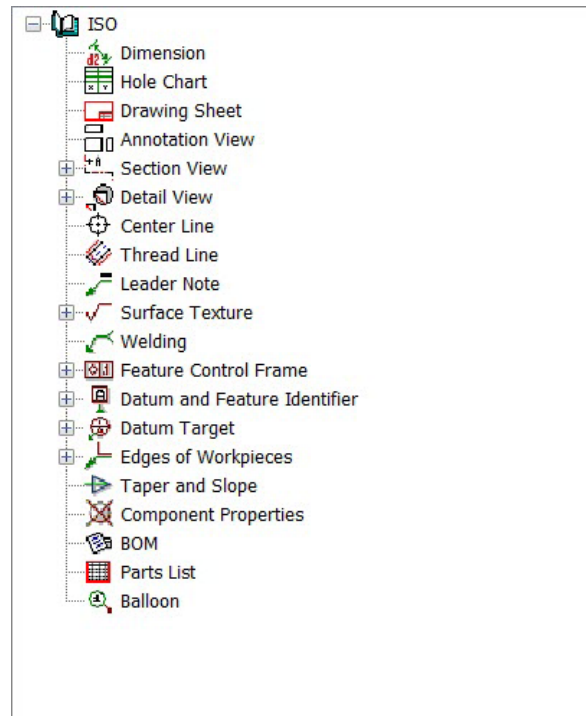 ISO
Dimension
Hole Chart
Drawing Sheet
Annotation View
Section View
Detail View
Center Line
Thread Line
Leader Note
Surface Texture
Welding
Feature Control Frame
Datum and Feature Identifier
Datum Target
Edges of Workpieces
Taper and Slope
Component Properties
BOM
Parts List
Balloon